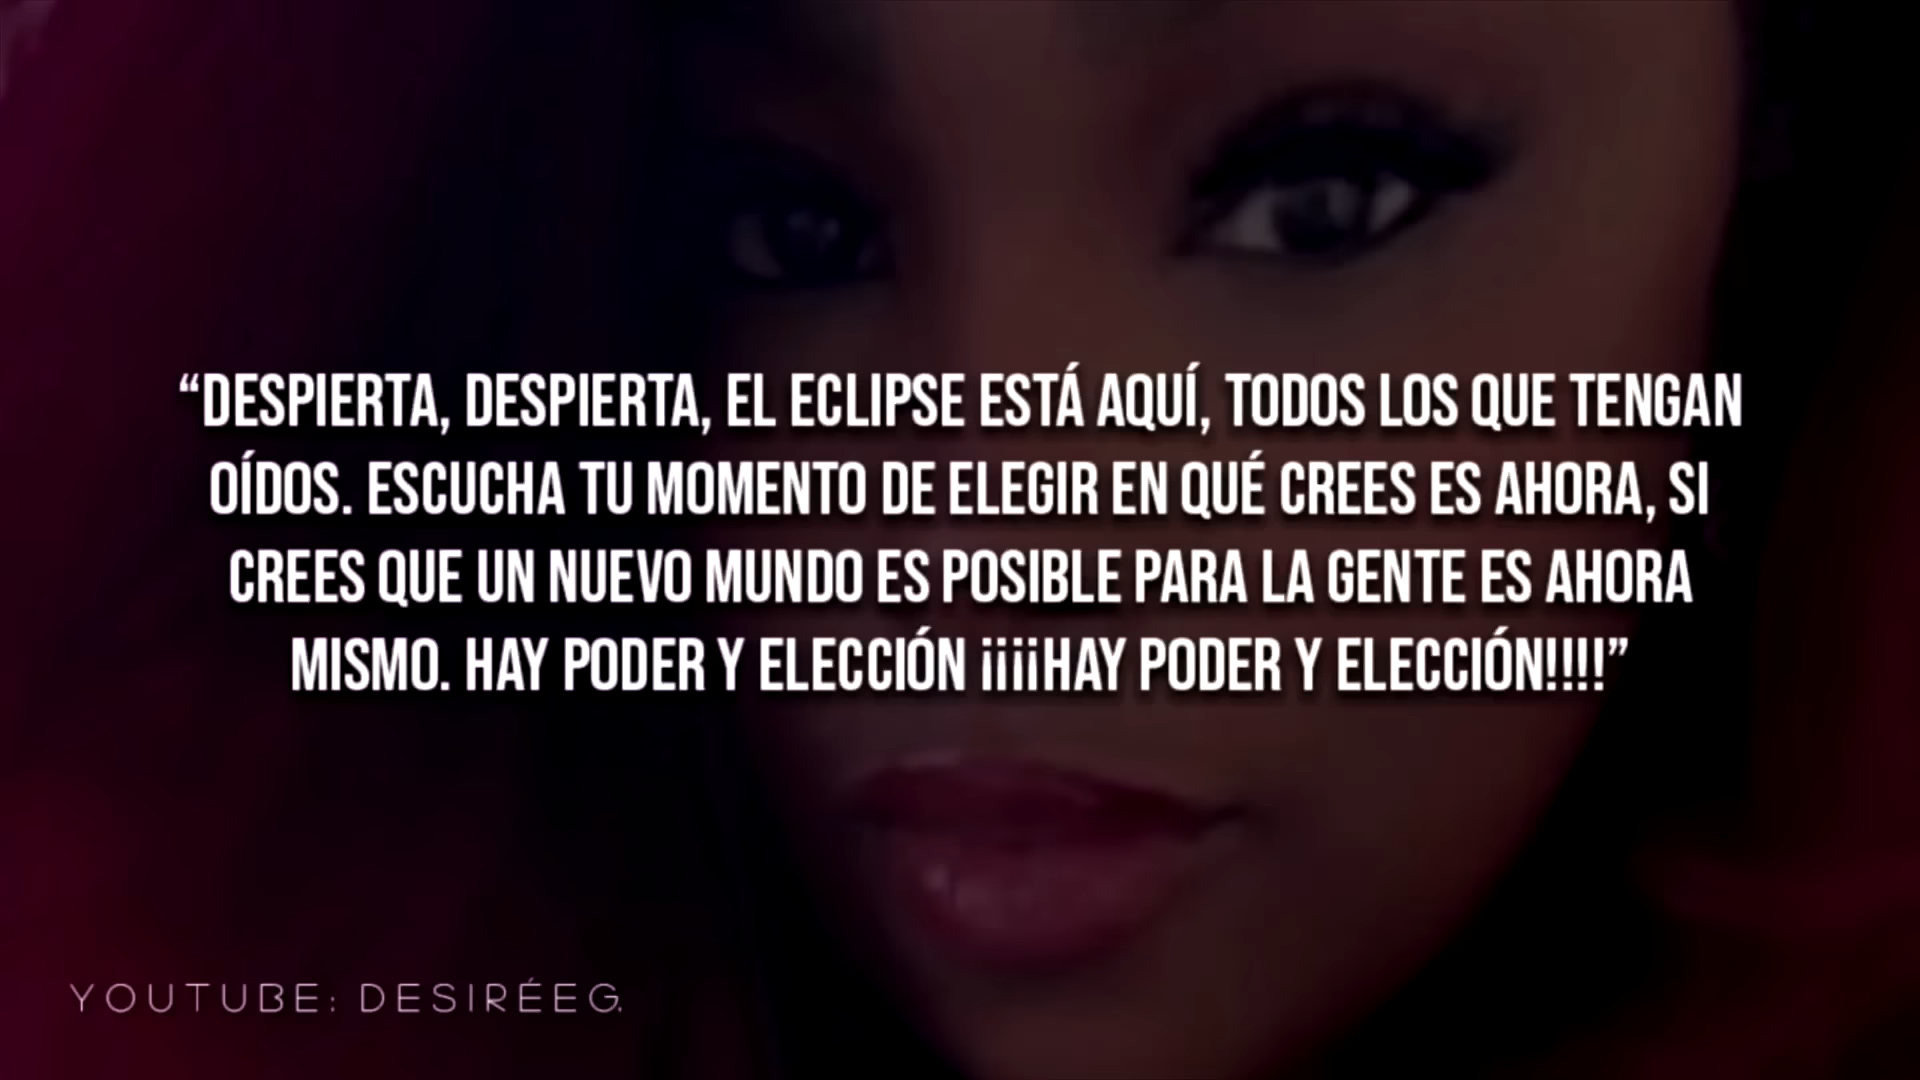 “DESPIERTA, DESPIERTA, EL ECLIPSE ESTÁ AQUÍ, TODOS LOS QUE TENGAN
OÍDOS. ESCUCHA TU MOMENTO DE ELEGIR EN QUÉ CREES ES AHORA, SI
CREES QUE UN NUEVO MUNDO ES POSIBLE PARA LA GENTE ES AHORA
MISMO. HAY PODER Y ELECCIÓN ¡¡¡¡HAY PODER Y ELECCIÓN!!!!”
YOUTUBE: DESIRÉEG.